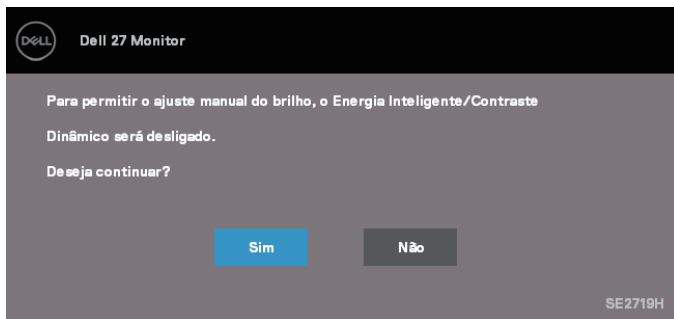 DELL
Dell 27 Monitor
Para permitir o ajuste manual do brilho, o Energia Inteligente/Contraste
Dinâmico será desligado.
Deseja continuar?
Sim
Não
SE2719H